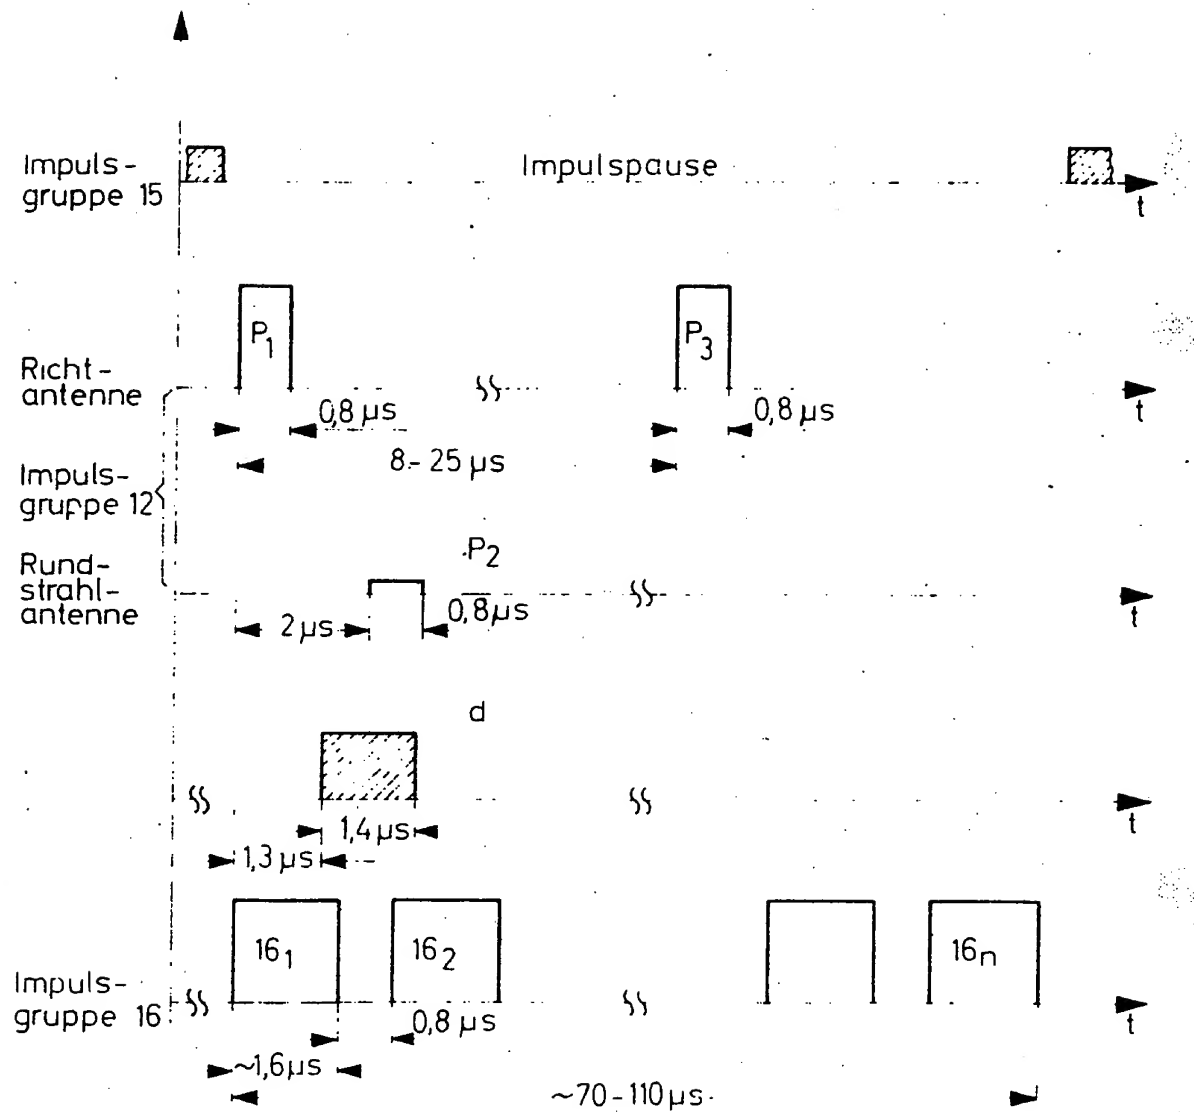 Impuls-
gruppe 15
Impulspause
t
P1
P3
Richt-
antenne
t
0,8 µs
0,8 µs
8-25 µs
Impuls-
gruppe 12
P2
Rund-
strahl-
antenne
0,8 µs
t
2 µs
d
t
1,4 µs
1,3 µs
16₁
16₂
16n
Impuls-
gruppe 16
t
0,8 µs
~1,6 µs
~70-110 µs